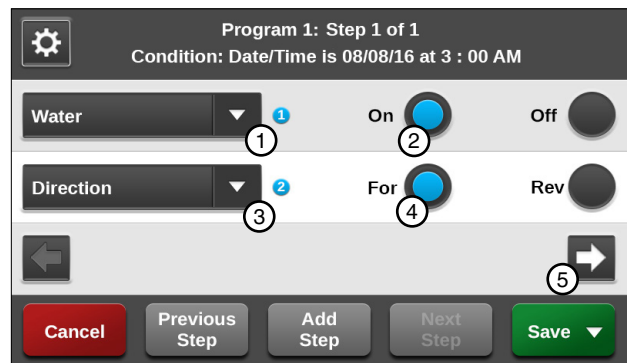 Program 1: Step 1 of 1
Condition: Date/Time is 08/08/16 at 3 : 00 AM
Water 1 On Off
1 2
Direction 2 For Rev
3 4
5
Cancel Previous Step Add Step Next Step Save